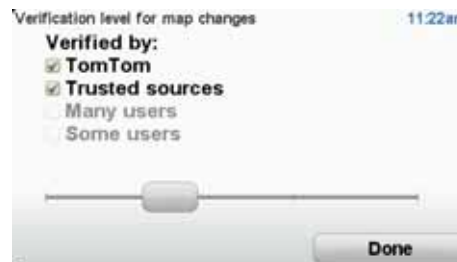 Verification level for map changes
11:22am
Verified by:
TomTom
Trusted sources
Many users
Some users
Done